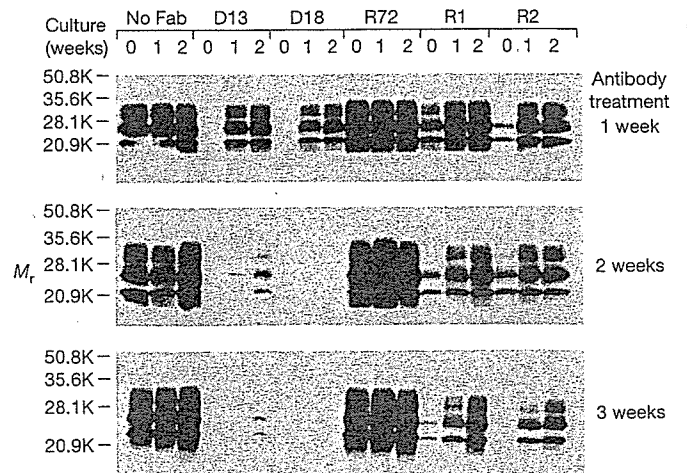 No Fab D13 D18 R72 R1 R2
Culture (weeks) 0 1 2 0 1 2 0 1 2 0 1 2 0 1 2 0 1 2
Antibody treatment
50.8K
35.6K
28.1K
20.9K
1 week
50.8K
35.6K
28.1K
20.9K
Mr
2 weeks
50.8K
35.6K
28.1K
20.9K
3 weeks